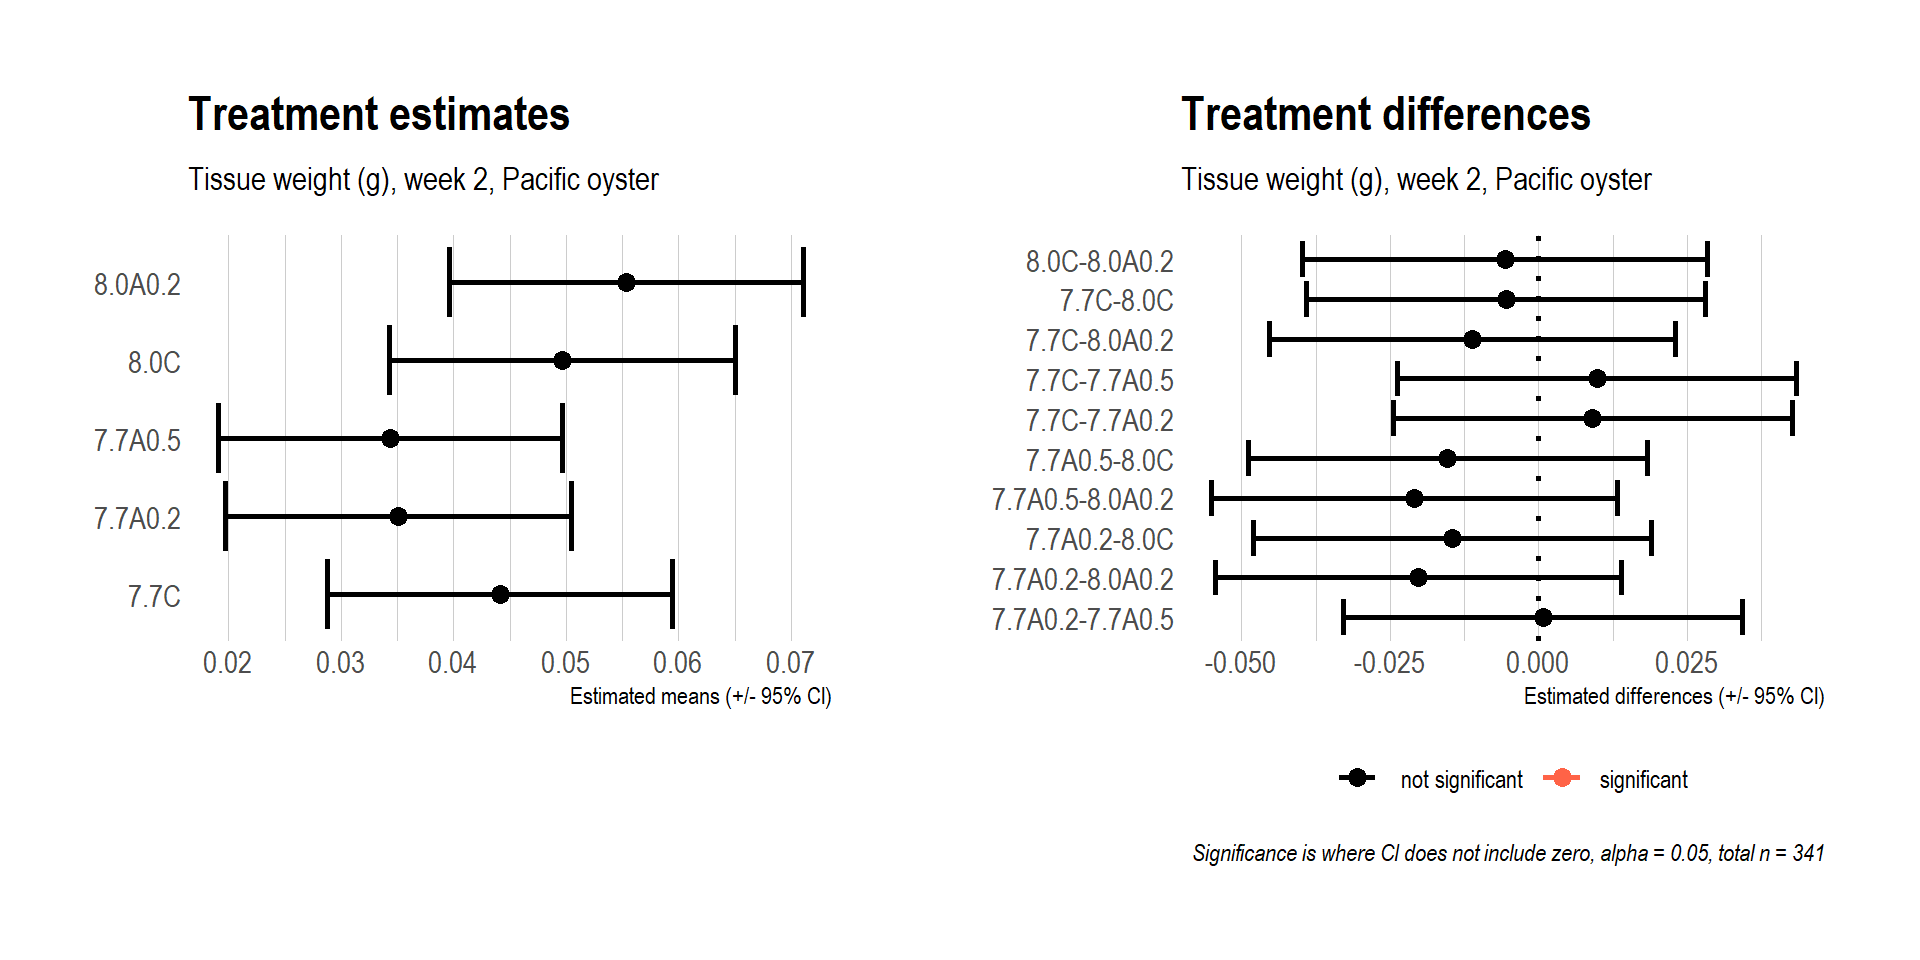 Treatment estimates
Tissue weight (g), week 2, Pacific oyster
8.0A0.2
8.0C
7.7A0.5
7.7A0.2
7.7C
0.02 0.03 0.04 0.05 0.06 0.07
Estimated means (+/- 95% CI)
Treatment differences
Tissue weight (g), week 2, Pacific oyster
8.0C-8.0A0.2
7.7C-8.0C
7.7C-8.0A0.2
7.7C-7.7A0.5
7.7C-7.7A0.2
7.7A0.5-8.0C
7.7A0.5-8.0A0.2
7.7A0.2-8.0C
7.7A0.2-8.0A0.2
7.7A0.2-7.7A0.5
-0.050 -0.025 0.000 0.025
Estimated differences (+/- 95% CI)
not significant significant
Significance is where CI does not include zero, alpha = 0.05, total n = 341